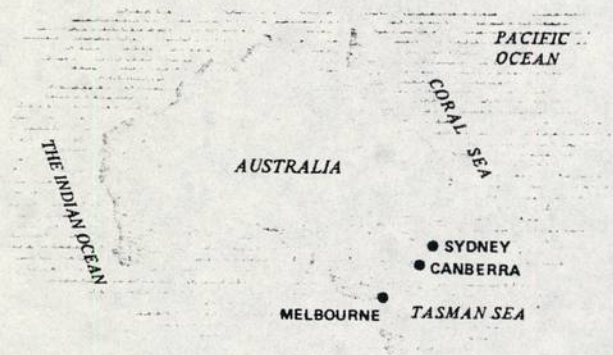 PACIFIC
OCEAN
CORAL SEA
THE INDIAN OCEAN
AUSTRALIA
SYDNEY
CANBERRA
MELBOURNE
TASMAN SEA